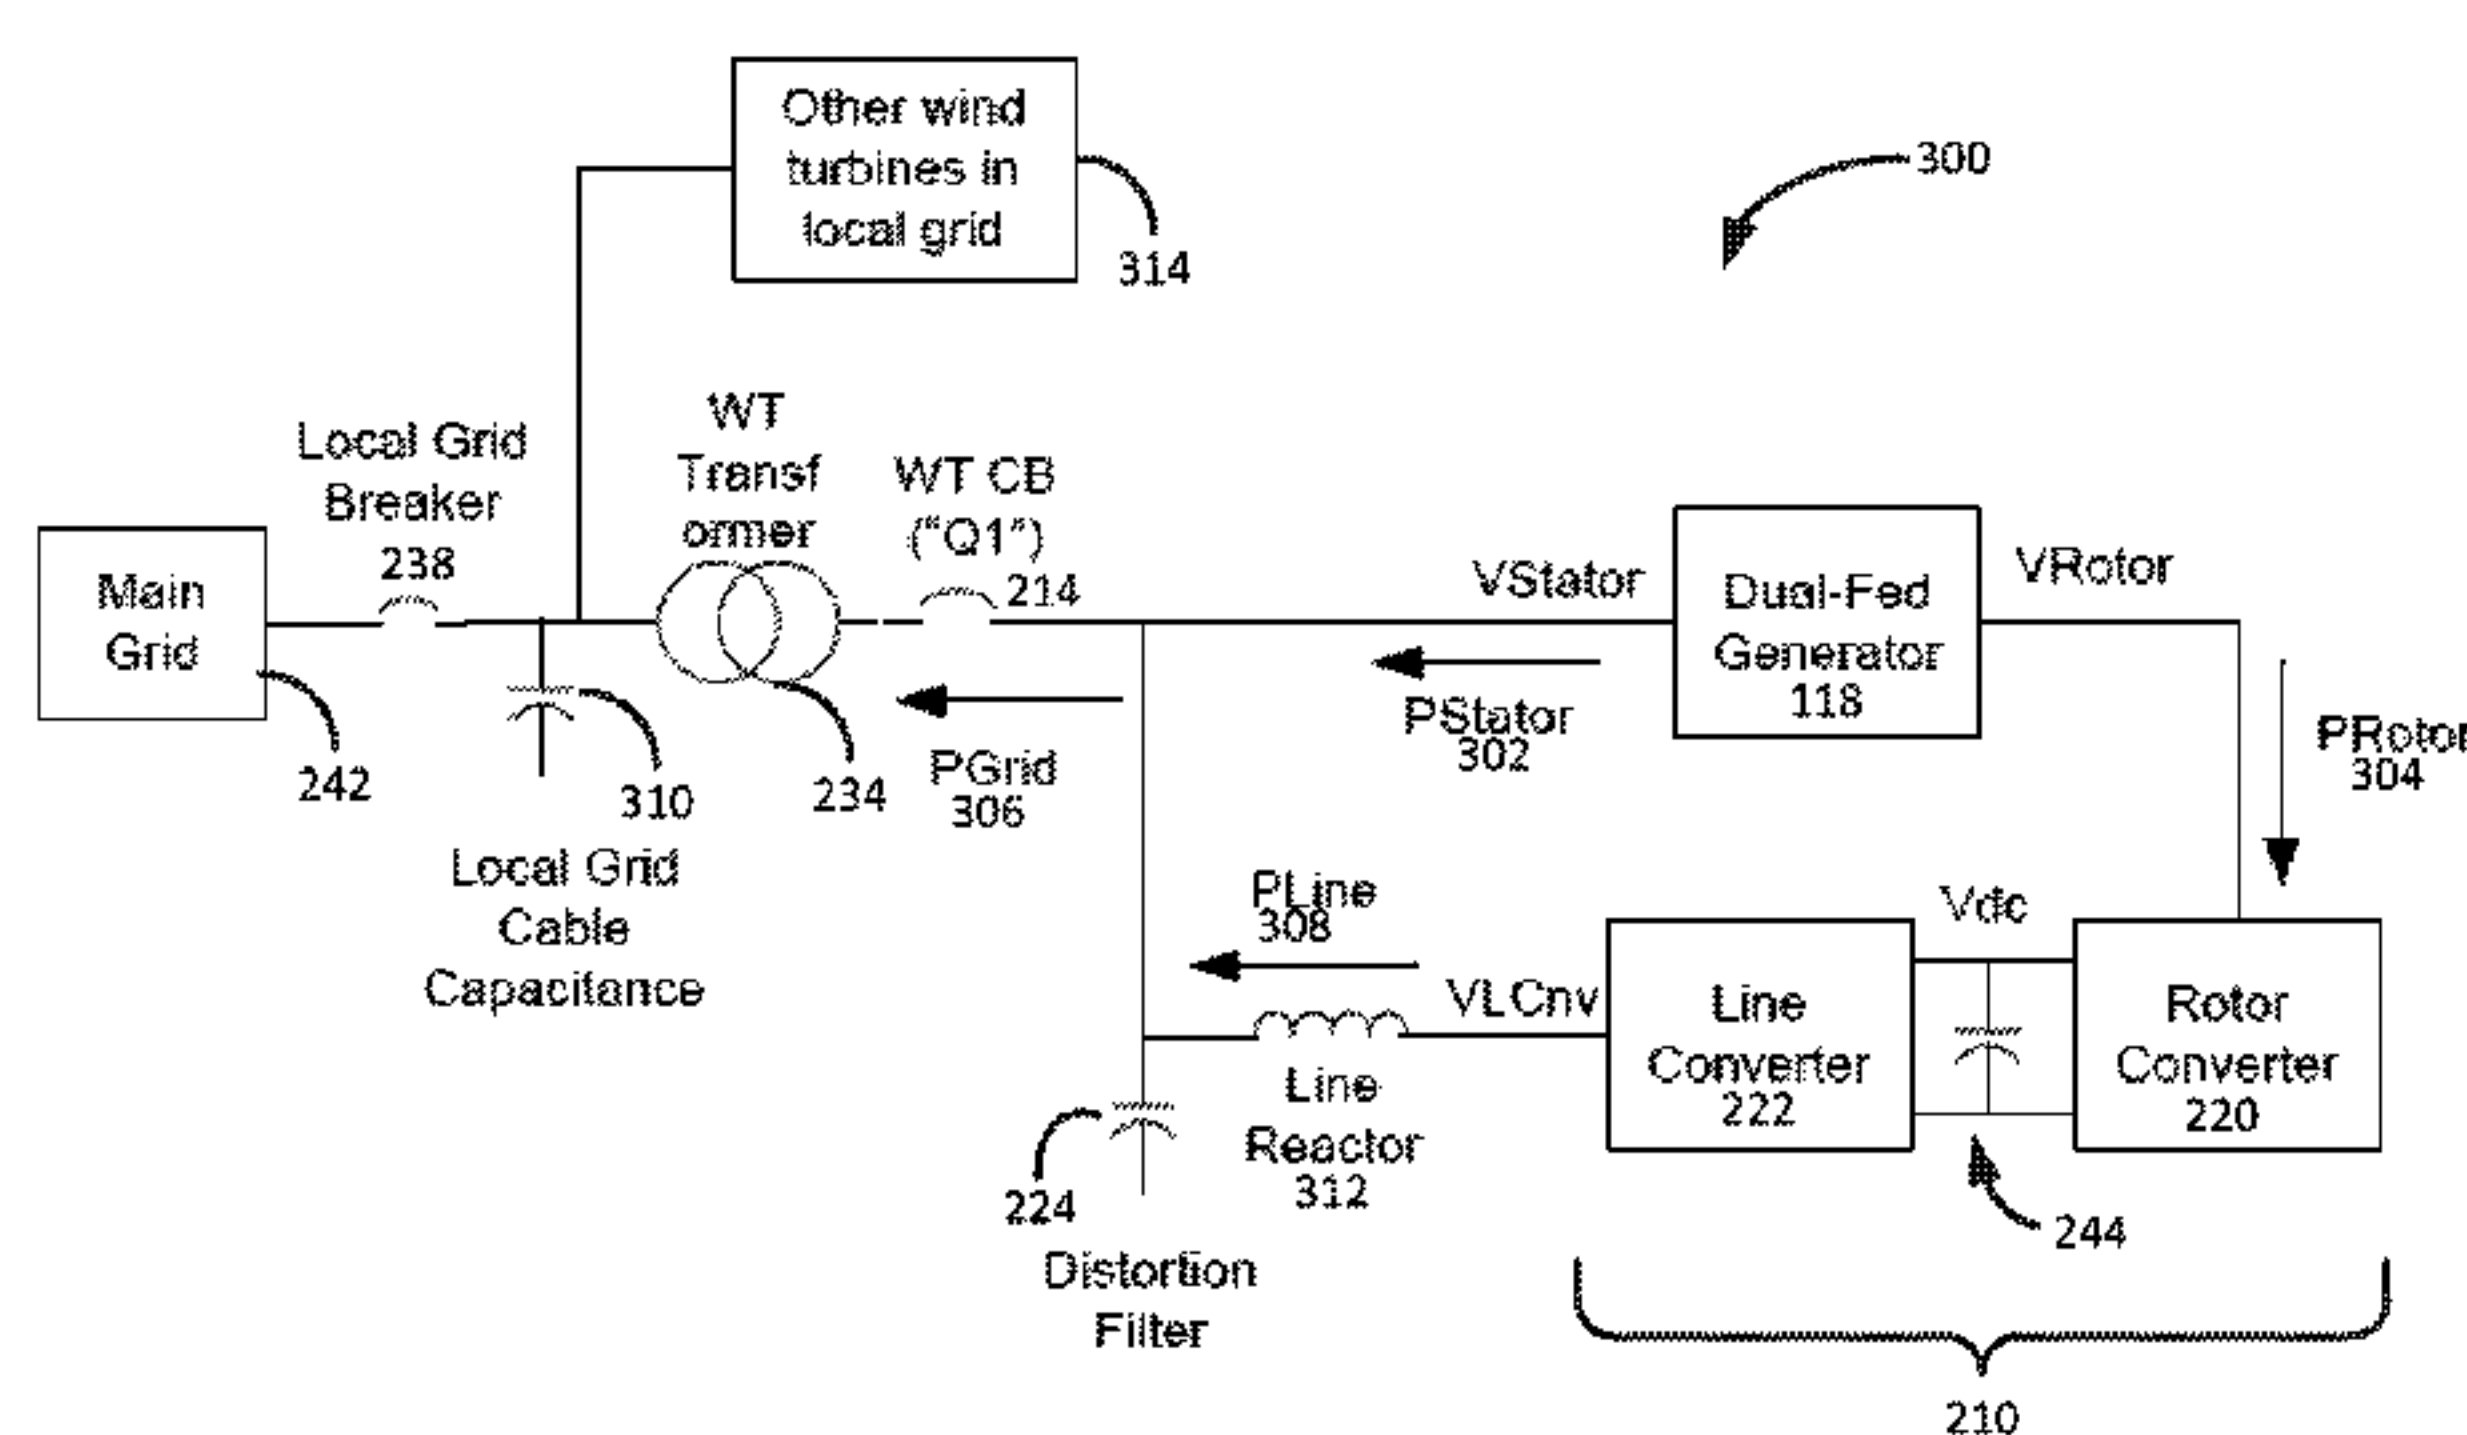 Other wind
turbines in
local grid
314
300
Local Grid
Breaker
238
WT
Transf
ormer
WT CB
("Q1")
214
Main
Grid
242
310
234
Local Grid
Cable
Capacitance
PGrid
306
VStator
PStator
302
Dual-Fed
Generator
118
VRotor
PRotor
304
PLine
308
VLCnv
Line
Reactor
312
224
Distortion
Filter
Line
Converter
222
Vdc
Rotor
Converter
220
244
210